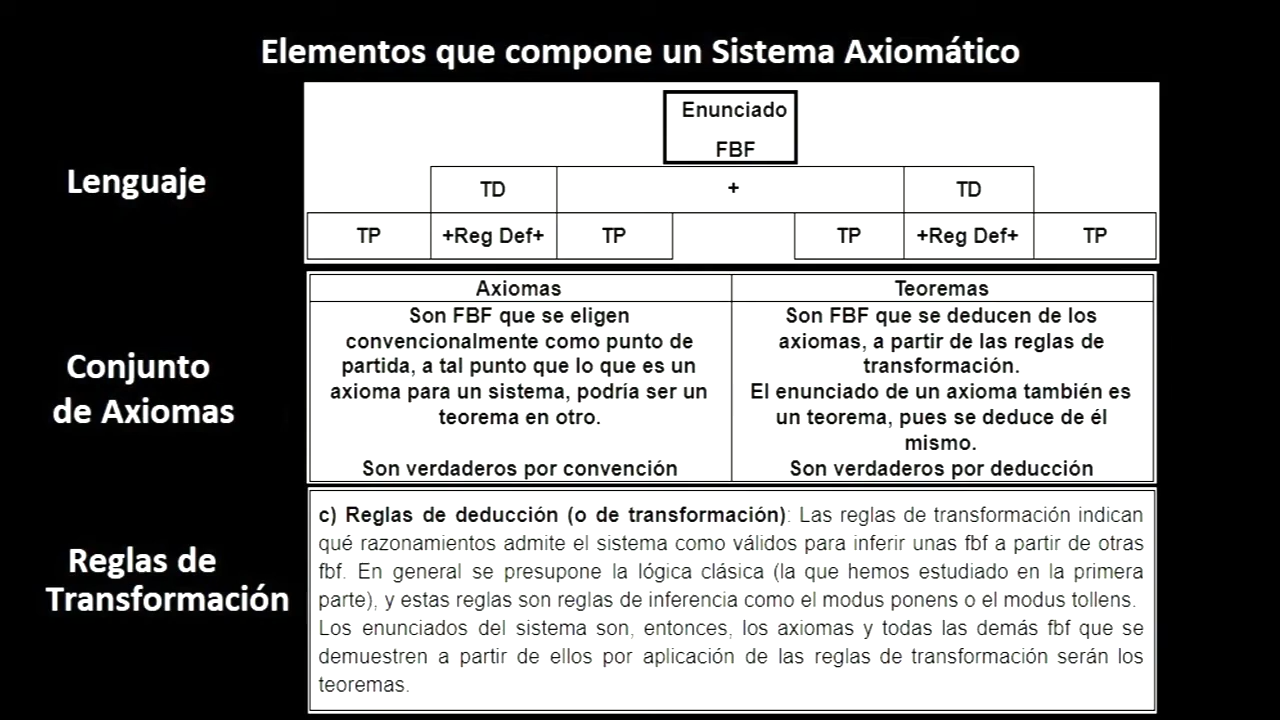 Elementos que compone un Sistema Axiomático
Lenguaje
Enunciado
FBF
TD
+
TD
TP
+Reg Def+
TP
TP
+Reg Def+
TP
Conjunto
de Axiomas
Axiomas
Son FBF que se eligen
convencionalmente como punto de
partida, a tal punto que lo que es un
axioma para un sistema, podría ser un
teorema en otro.
Son verdaderos por convención
Teoremas
Son FBF que se deducen de los
axiomas, a partir de las reglas de
transformación.
El enunciado de un axioma también es
un teorema, pues se deduce de él
mismo.
Son verdaderos por deducción
Reglas de
Transformación
c) Reglas de deducción (o de transformación): Las reglas de transformación indican
qué razonamientos admite el sistema como válidos para inferir unas fbf a partir de otras
fbf. En general se presupone la lógica clásica (la que hemos estudiado en la primera
parte), y estas reglas son reglas de inferencia como el modus ponens o el modus tollens.
Los enunciados del sistema son, entonces, los axiomas y todas las demás fbf que se
demuestren a partir de ellos por aplicación de las reglas de transformación serán los
teoremas.